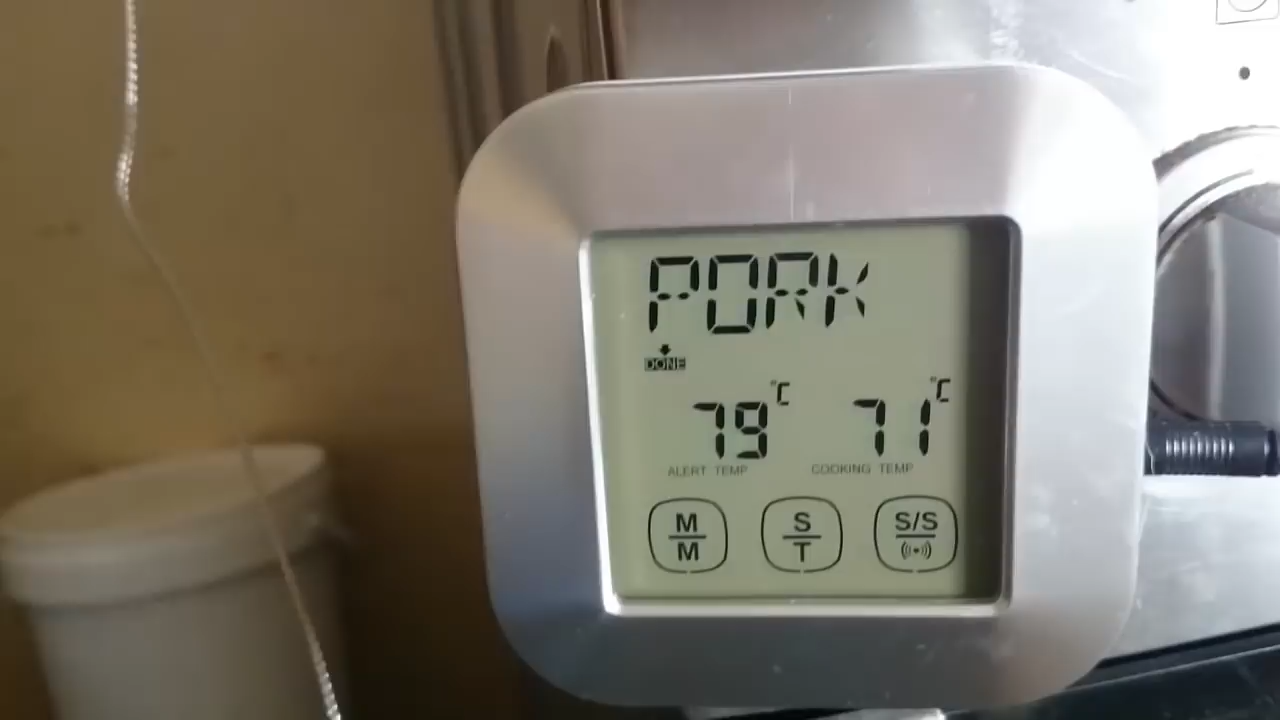 PORK
DONE
79 °C 71 °C
ALERT TEMP COOKING TEMP
M S S/S
M T